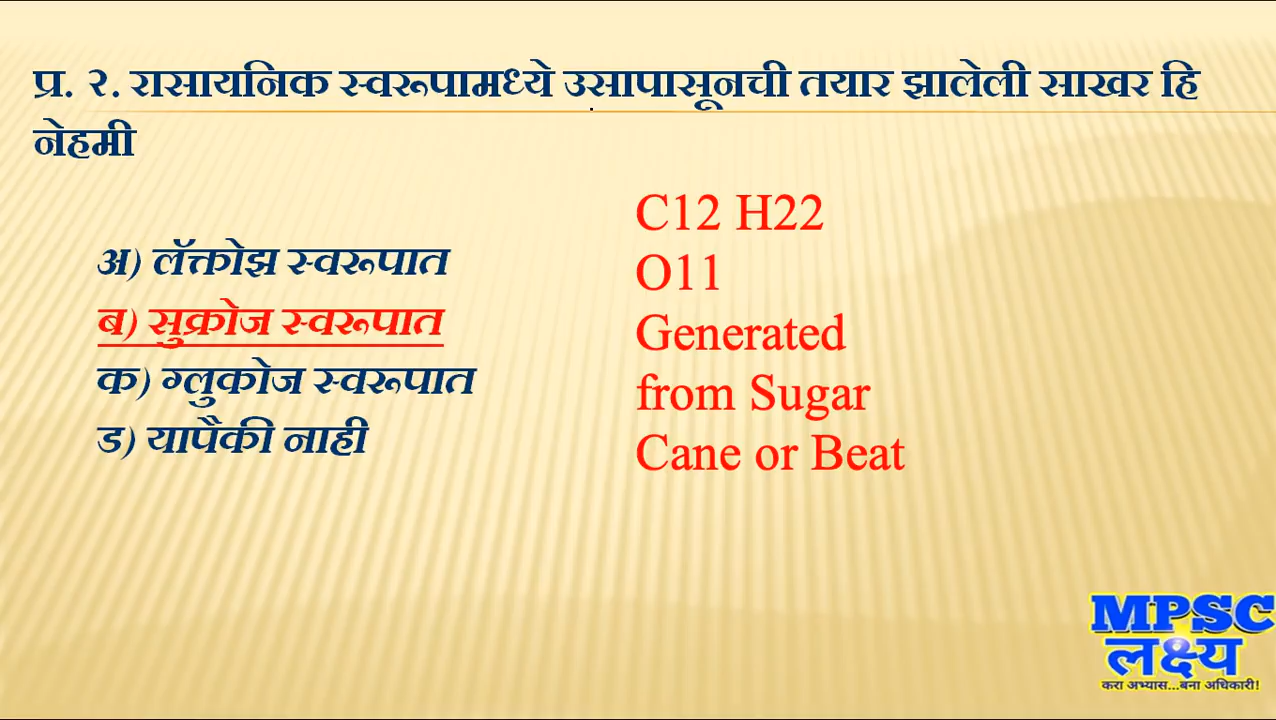 प्र. २. रासायनिक स्वरूपामध्ये उसापासूनची तयार झालेली साखर हि
नेहमी
अ) लॅक्तोझ स्वरूपात
ब) सुक्रोज स्वरूपात
क) ग्लुकोज स्वरूपात
ड) यापैकी नाही
C12 H22
O11
Generated
from Sugar
Cane or Beat
MPSC
लक्ष्य
करा अभ्यास...बना अधिकारी!